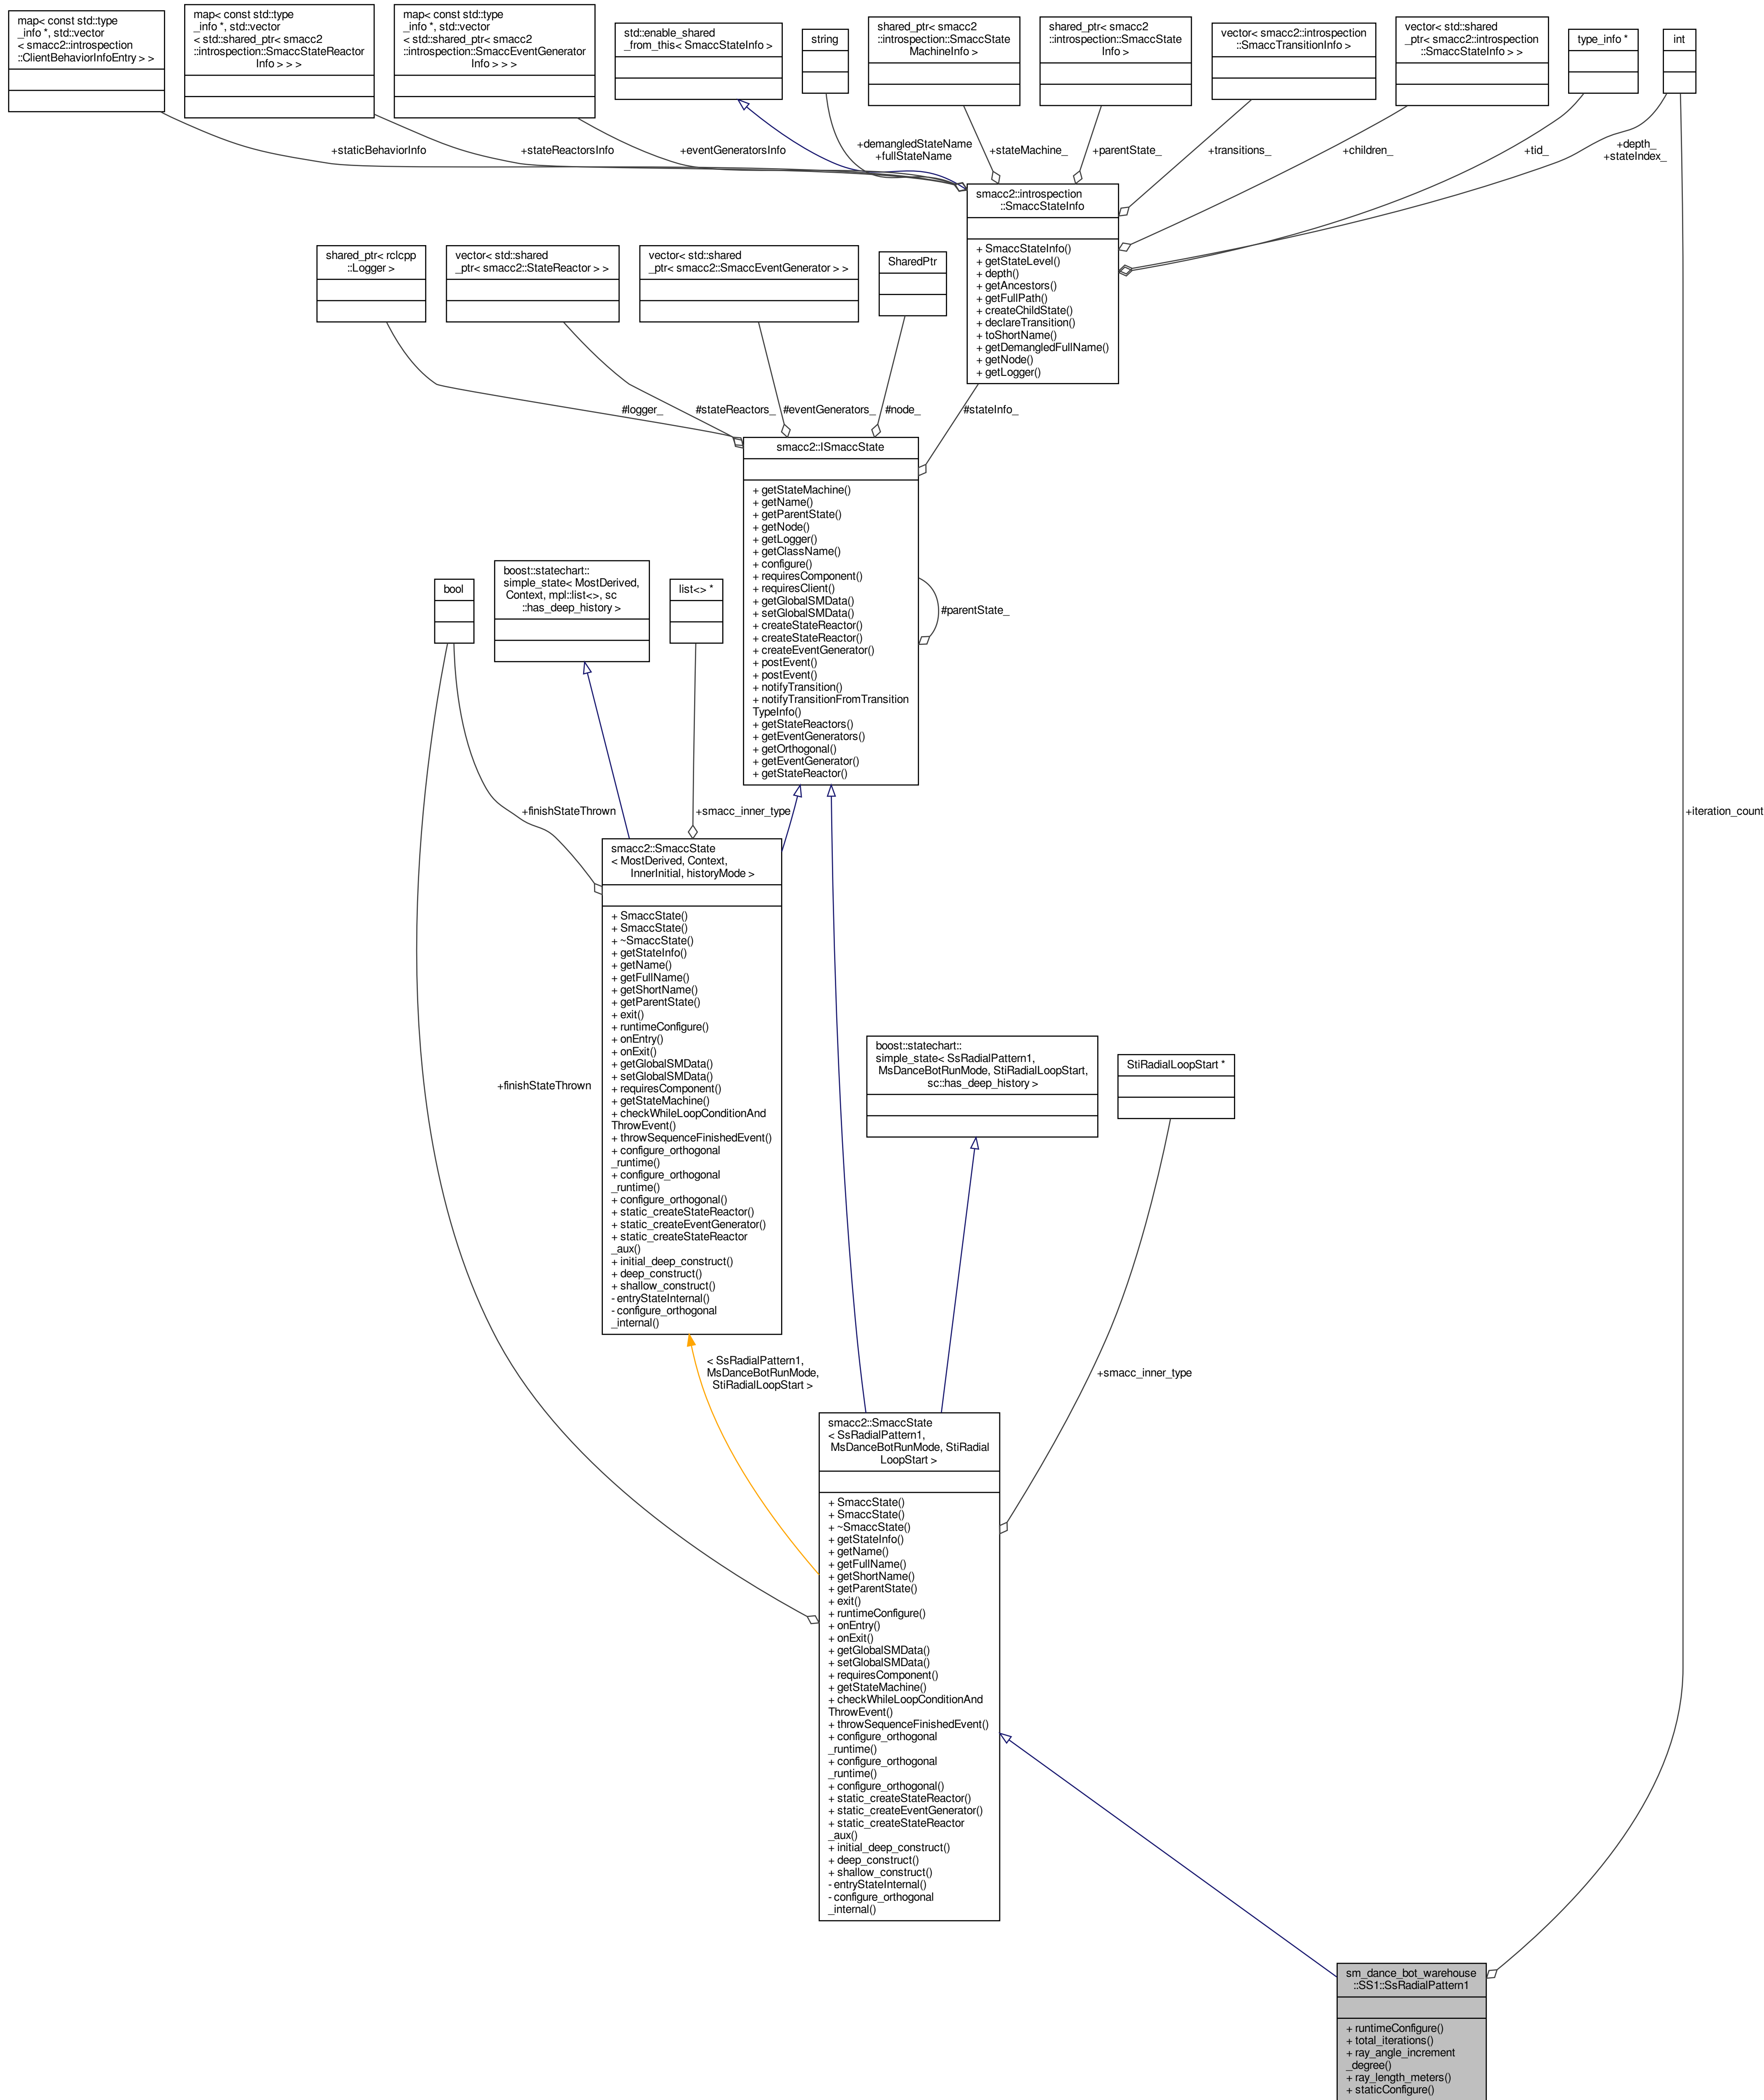 map< const std::type
_info *, std::vector
< smacc2::introspection
::ClientBehaviorInfoEntry > >
map< const std::type
_info *, std::vector
< std::shared_ptr< smacc2
::introspection::SmaccStateReactor
Info > > >
map< const std::type
_info *, std::vector
< std::shared_ptr< smacc2
::introspection::SmaccEventGenerator
Info > > >
std::enable_shared
_from_this< SmaccStateInfo >
string
shared_ptr< smacc2
::introspection::SmaccState
MachineInfo >
shared_ptr< smacc2
::introspection::SmaccState
Info >
vector< smacc2::introspection
::SmaccTransitionInfo >
vector< std::shared
_ptr< smacc2::introspection
::SmaccStateInfo > >
type_info *
int
+staticBehaviorInfo
+stateReactorsInfo
+eventGeneratorsInfo
+demangledStateName
+fullStateName
+stateMachine_
+parentState_
+transitions_
+children_
+tid_
+depth_
+stateIndex_
smacc2::introspection
::SmaccStateInfo
+ SmaccStateInfo()
+ getStateLevel()
+ depth()
+ getAncestors()
+ getFullPath()
+ createChildState()
+ declareTransition()
+ toShortName()
+ getDemangledFullName()
+ getNode()
+ getLogger()
shared_ptr< rclcpp
::Logger >
vector< std::shared
_ptr< smacc2::StateReactor > >
vector< std::shared
_ptr< smacc2::SmaccEventGenerator > >
SharedPtr
#logger_
#stateReactors_
#eventGenerators_
#node_
#stateInfo_
smacc2::ISmaccState
+ getStateMachine()
+ getName()
+ getParentState()
+ getNode()
+ getLogger()
+ getClassName()
+ configure()
+ requiresComponent()
+ requiresClient()
+ getGlobalSMData()
+ setGlobalSMData()
+ createStateReactor()
+ createStateReactor()
+ createEventGenerator()
+ postEvent()
+ postEvent()
+ notifyTransition()
+ notifyTransitionFromTransition
TypeInfo()
+ getStateReactors()
+ getEventGenerators()
+ getOrthogonal()
+ getEventGenerator()
+ getStateReactor()
#parentState_
bool
boost::statechart::
simple_state< MostDerived,
Context, mpl::list<>, sc
::has_deep_history >
list<> *
+finishStateThrown
+smacc_inner_type
+iteration_count
smacc2::SmaccState
< MostDerived, Context,
InnerInitial, historyMode >
+ SmaccState()
+ SmaccState()
+ ~SmaccState()
+ getStateInfo()
+ getName()
+ getFullName()
+ getShortName()
+ getParentState()
+ exit()
+ runtimeConfigure()
+ onEntry()
+ onExit()
+ getGlobalSMData()
+ setGlobalSMData()
+ requiresComponent()
+ getStateMachine()
+ checkWhileLoopConditionAnd
ThrowEvent()
+ throwSequenceFinishedEvent()
+ configure_orthogonal
_runtime()
+ configure_orthogonal
_runtime()
+ configure_orthogonal()
+ static_createStateReactor()
+ static_createEventGenerator()
+ static_createStateReactor
_aux()
+ initial_deep_construct()
+ deep_construct()
+ shallow_construct()
- entryStateInternal()
- configure_orthogonal
_internal()
+finishStateThrown
boost::statechart::
simple_state< SsRadialPattern1,
MsDanceBotRunMode, StiRadialLoopStart,
sc::has_deep_history >
StiRadialLoopStart *
< SsRadialPattern1,
MsDanceBotRunMode,
StiRadialLoopStart >
+smacc_inner_type
smacc2::SmaccState
< SsRadialPattern1,
MsDanceBotRunMode, StiRadial
LoopStart >
+ SmaccState()
+ SmaccState()
+ ~SmaccState()
+ getStateInfo()
+ getName()
+ getFullName()
+ getShortName()
+ getParentState()
+ exit()
+ runtimeConfigure()
+ onEntry()
+ onExit()
+ getGlobalSMData()
+ setGlobalSMData()
+ requiresComponent()
+ getStateMachine()
+ checkWhileLoopConditionAnd
ThrowEvent()
+ throwSequenceFinishedEvent()
+ configure_orthogonal
_runtime()
+ configure_orthogonal
_runtime()
+ configure_orthogonal()
+ static_createStateReactor()
+ static_createEventGenerator()
+ static_createStateReactor
_aux()
+ initial_deep_construct()
+ deep_construct()
+ shallow_construct()
- entryStateInternal()
- configure_orthogonal
_internal()
sm_dance_bot_warehouse
::SS1::SsRadialPattern1
+ runtimeConfigure()
+ total_iterations()
+ ray_angle_increment
_degree()
+ ray_length_meters()
+ staticConfigure()